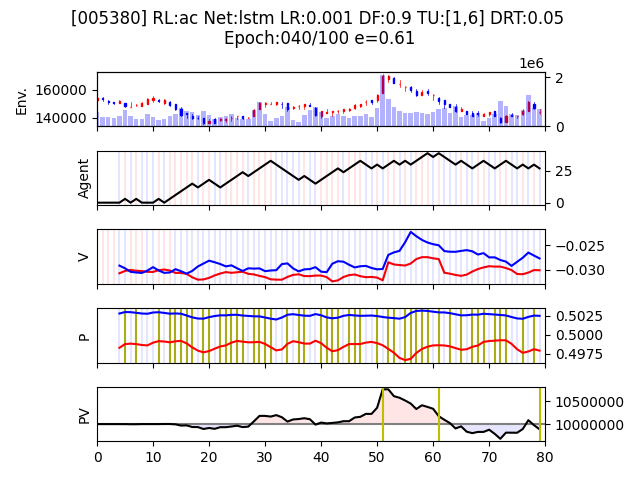 [005380] RL:ac Net:lstm LR:0.001 DF:0.9 TU:[1,6] DRT:0.05
Epoch:040/100 e=0.61
1e6
Env.
160000
140000
2
0
Agent
25
0
V
−0.025
−0.030
P
0.5025
0.5000
0.4975
PV
10500000
10000000
0 10 20 30 40 50 60 70 80